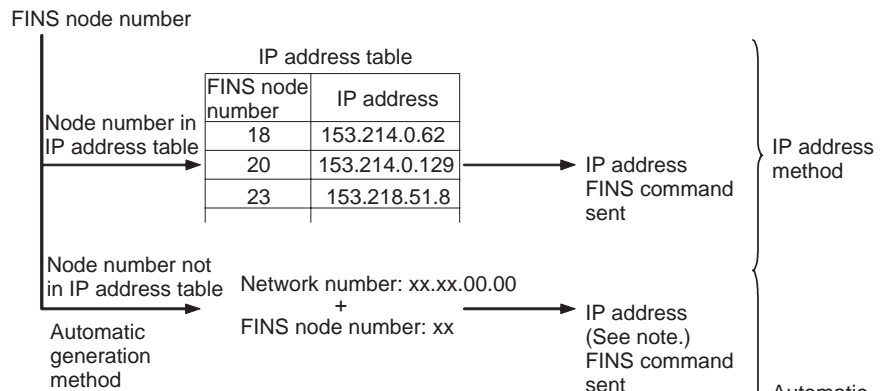 FINS node number
IP address table
FINS node
number
IP address
18
153.214.0.62
20
153.214.0.129
23
153.218.51.8
Node number in
IP address table
IP address
FINS command
sent
IP address
method
Node number not
in IP address table
Automatic
generation
method
Network number: xx.xx.00.00
+
FINS node number: xx
IP address
(See note.)
FINS command
sent
Automatic